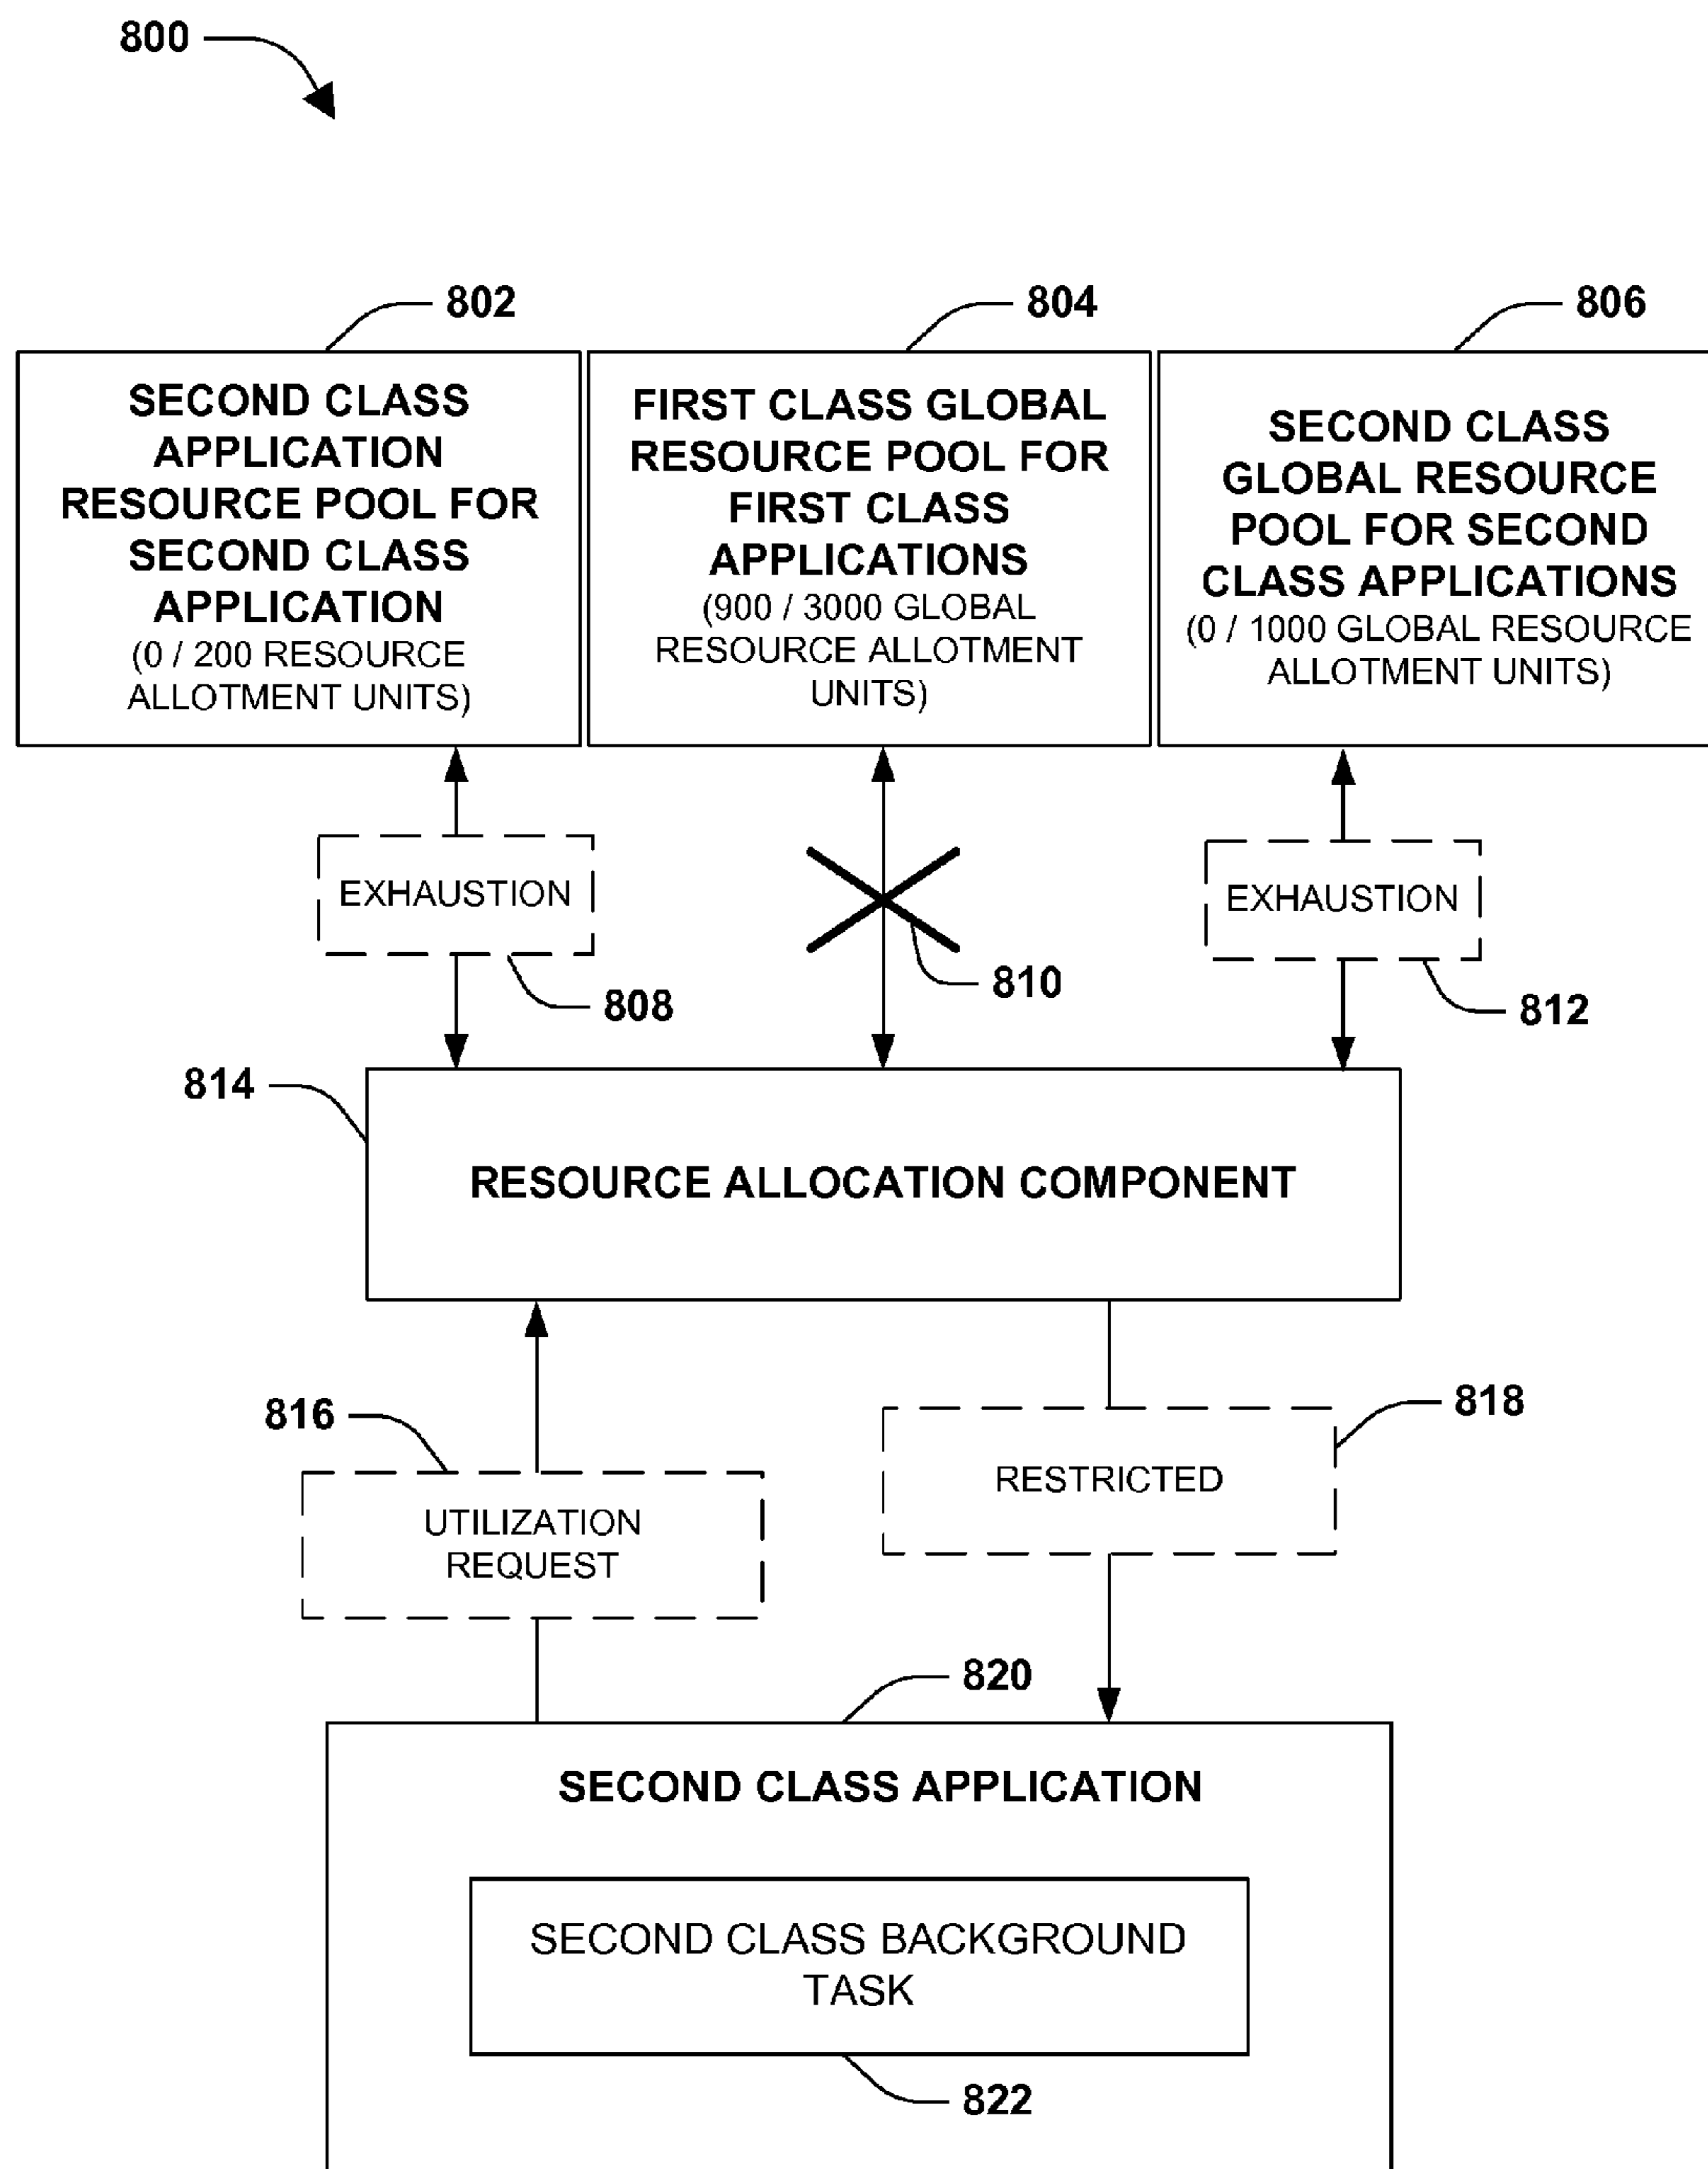 800
802
804
806
SECOND CLASS
APPLICATION
RESOURCE POOL FOR
SECOND CLASS
APPLICATION
(0 / 200 RESOURCE
ALLOTMENT UNITS)
FIRST CLASS GLOBAL
RESOURCE POOL FOR
FIRST CLASS
APPLICATIONS
(900 / 3000 GLOBAL
RESOURCE ALLOTMENT
UNITS)
SECOND CLASS
GLOBAL RESOURCE
POOL FOR SECOND
CLASS APPLICATIONS
(0 / 1000 GLOBAL RESOURCE
ALLOTMENT UNITS)
EXHAUSTION
808
810
EXHAUSTION
812
814
RESOURCE ALLOCATION COMPONENT
816
UTILIZATION
REQUEST
818
RESTRICTED
820
SECOND CLASS APPLICATION
SECOND CLASS BACKGROUND
TASK
822